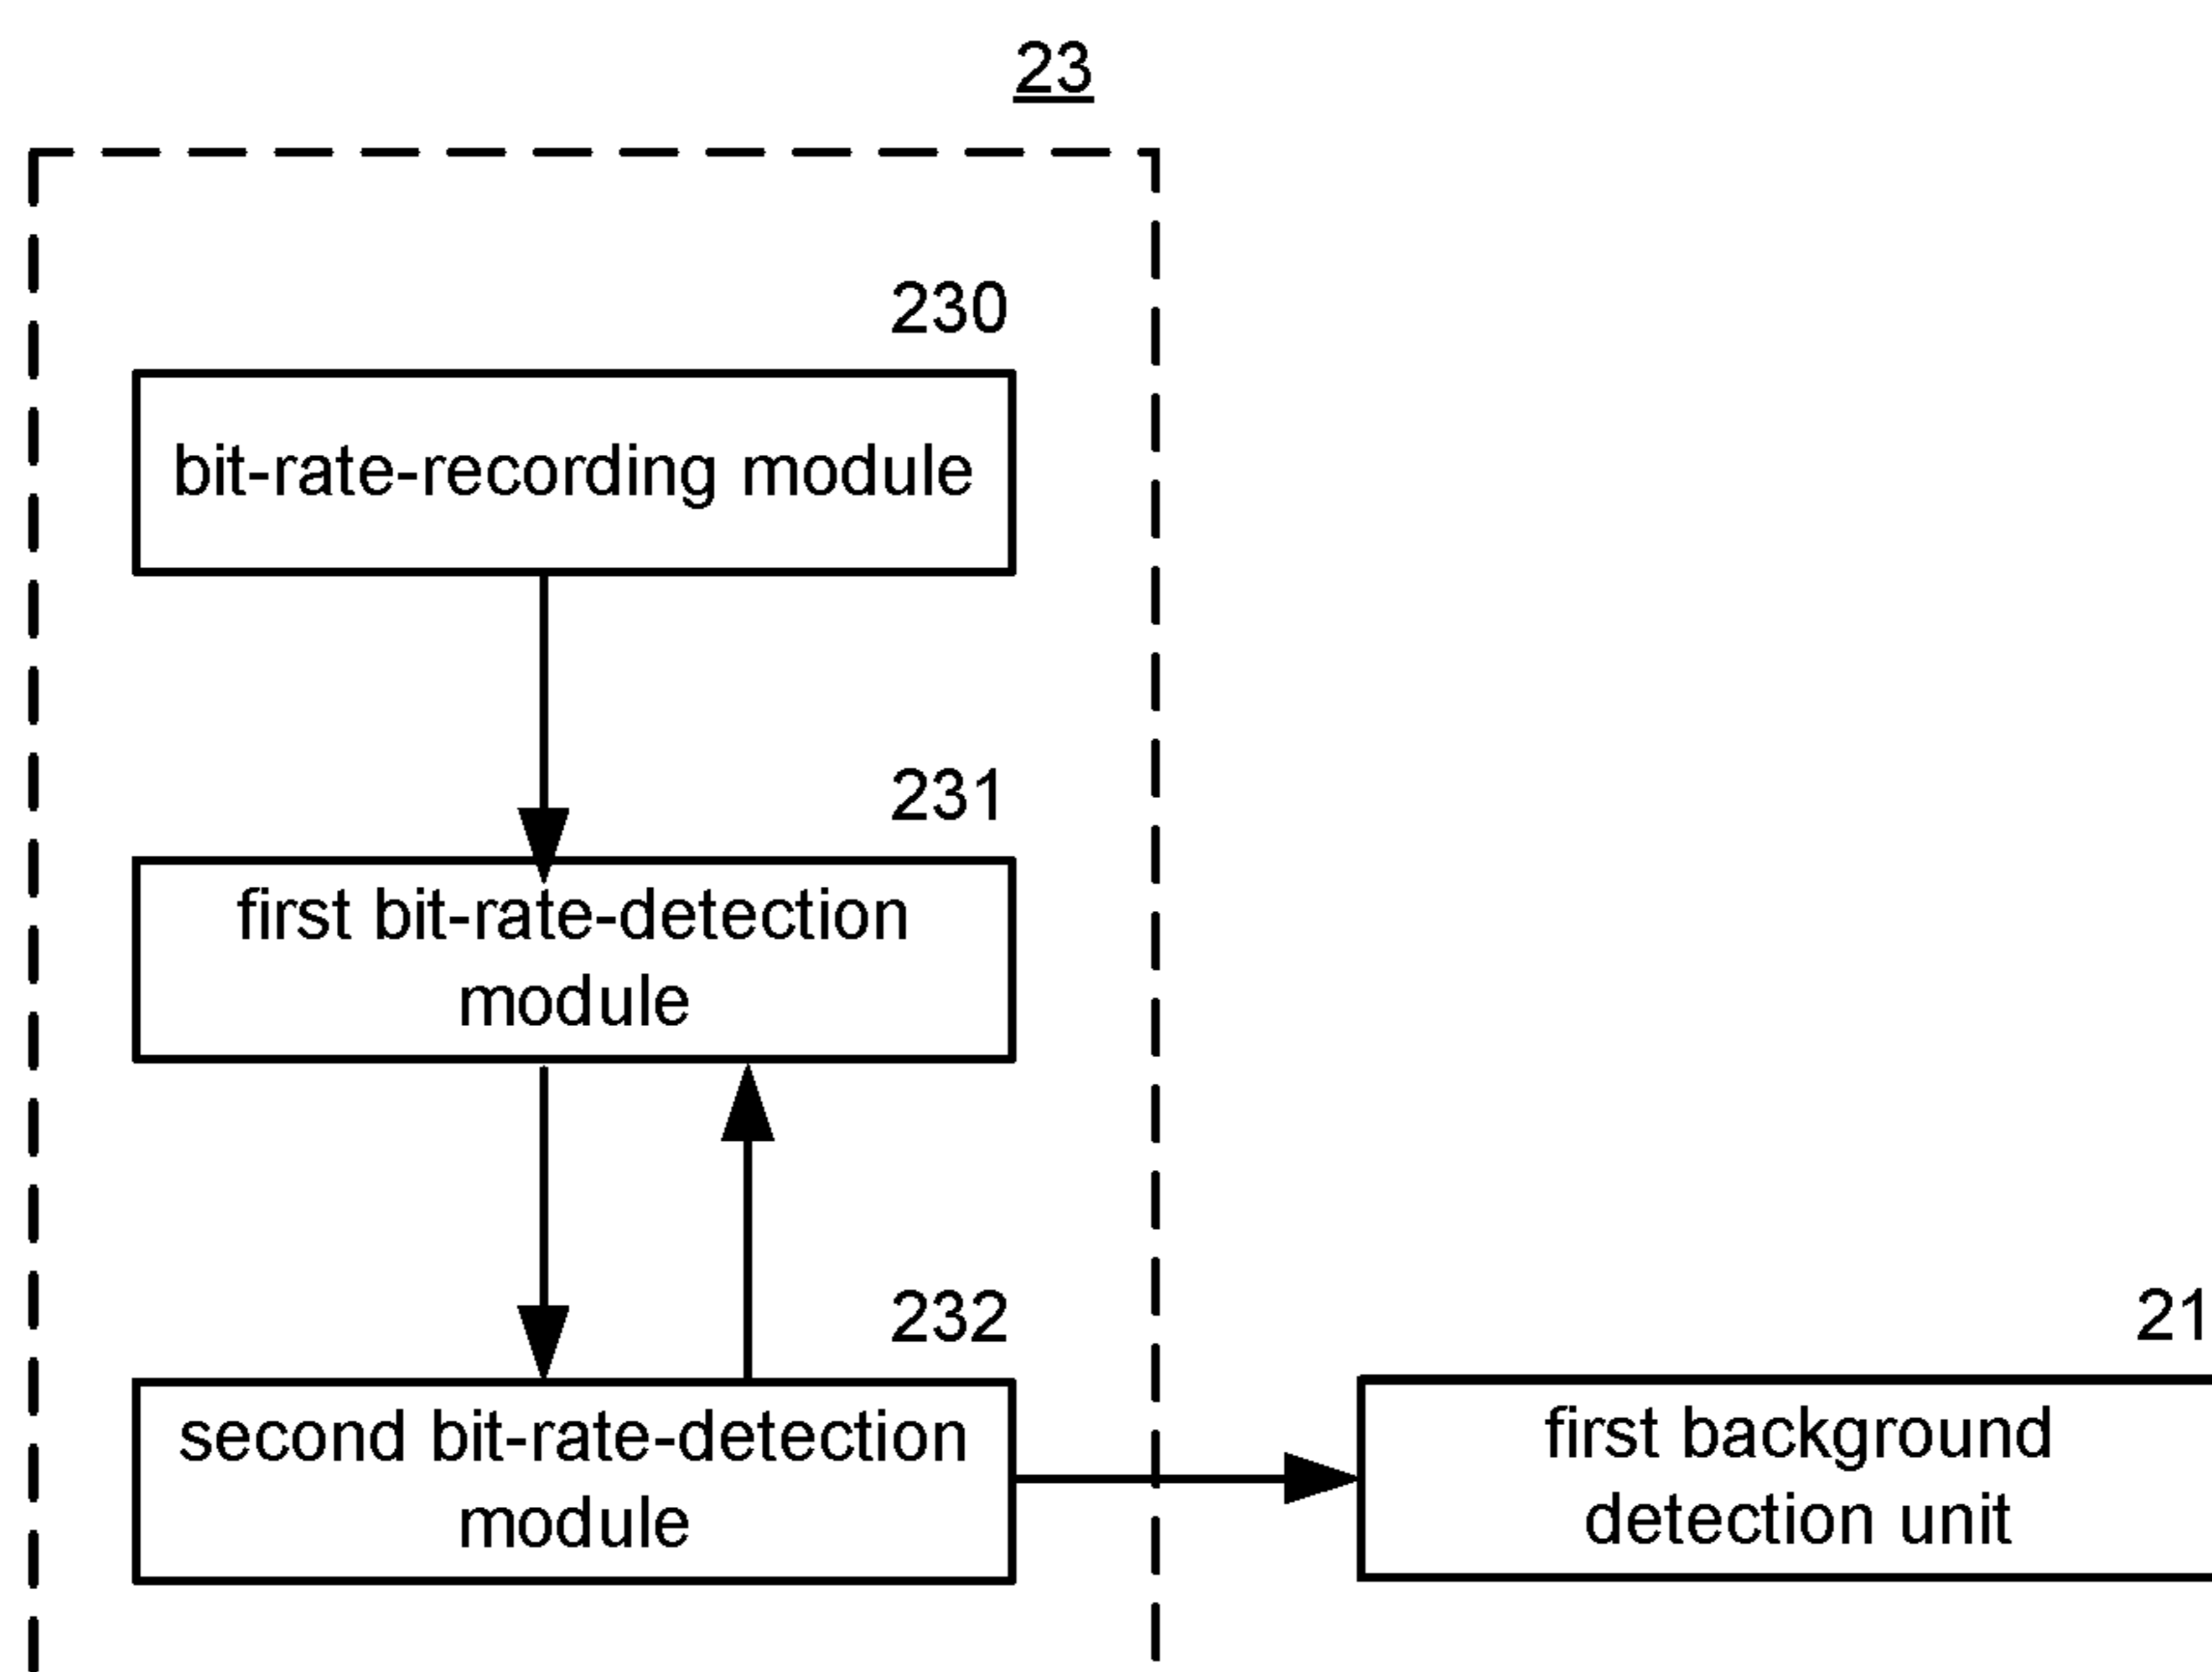 23
230
bit-rate-recording module
231
first bit-rate-detection
module
232
second bit-rate-detection
module
21
first background
detection unit